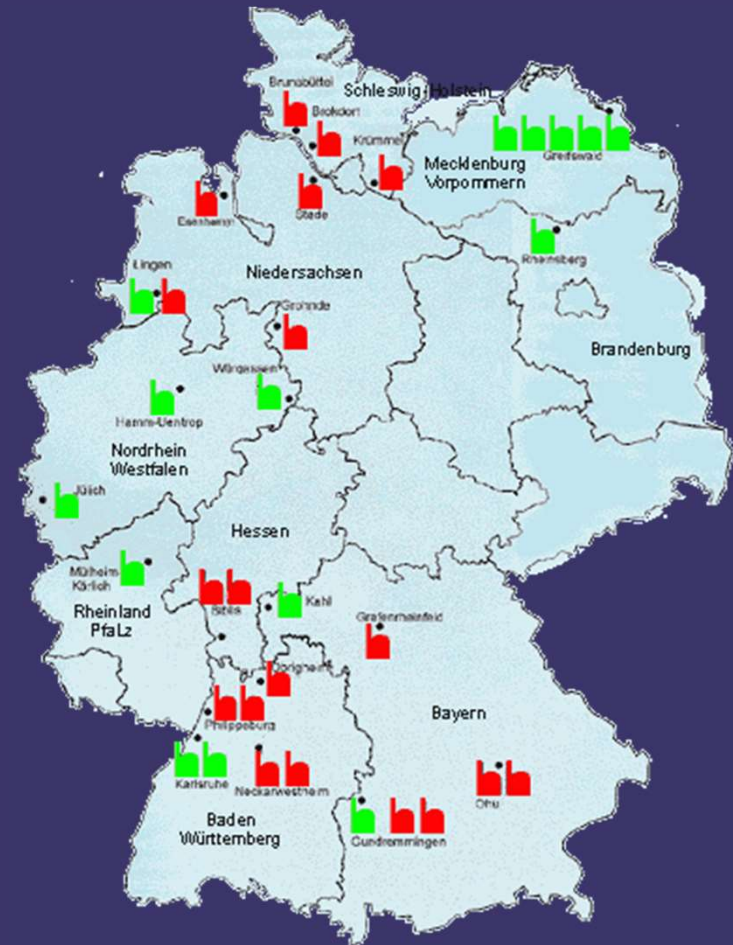 Brunsbüttel
Schleswig-Holstein
Brokdorf
Krümmel
Greifswald
Mecklenburg
Vorpommern
Stade
Esenhamm
Rheinsberg
Lingen
Niedersachsen
Grohnde
Brandenburg
Würgassen
Hamm-Uentrop
Nordrhein
Westfalen
Jülich
Hessen
Mülheim
Kärlich
Biblis
Kahl
Rheinland
PfaLz
Grafenrheinfeld
Obrigheim
Philippsburg
Bayern
Karlsruhe
Neckarwestheim
Ohu
Baden
Württemberg
Gundremmingen